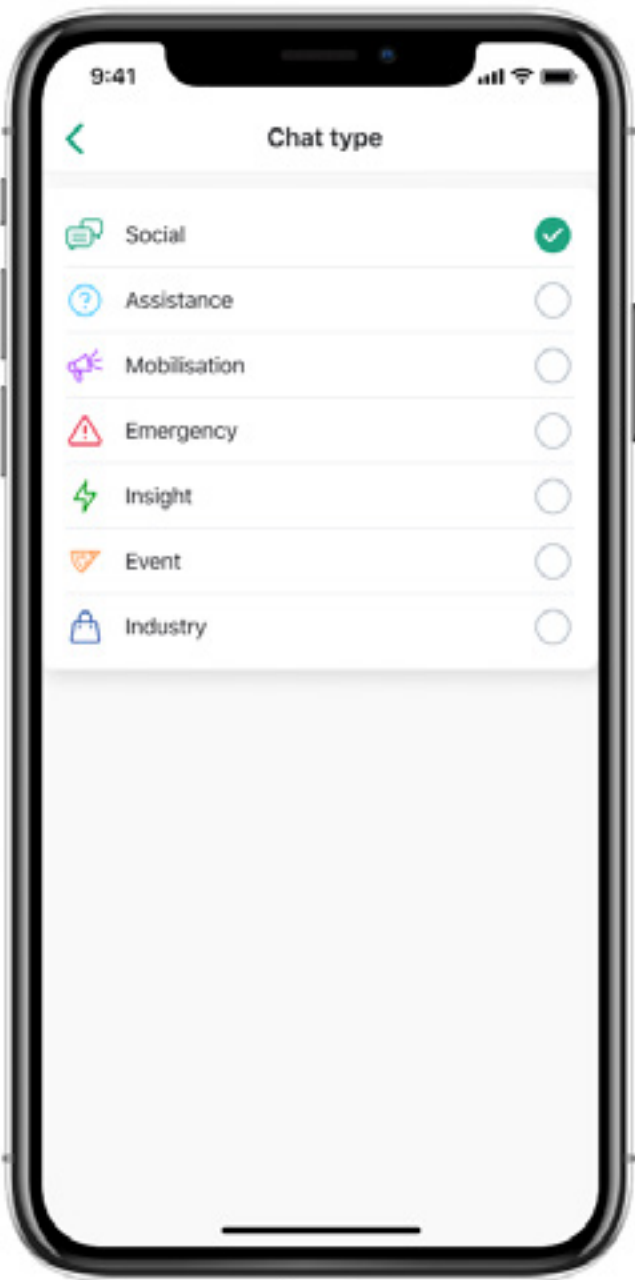 9:41
Chat type
Social
Assistance
Mobilisation
Emergency
Insight
Event
Industry